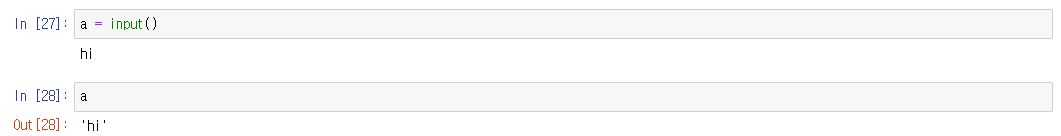 In [27]: a = input()
hi
In [28]: a
Out[28]: 'hi'